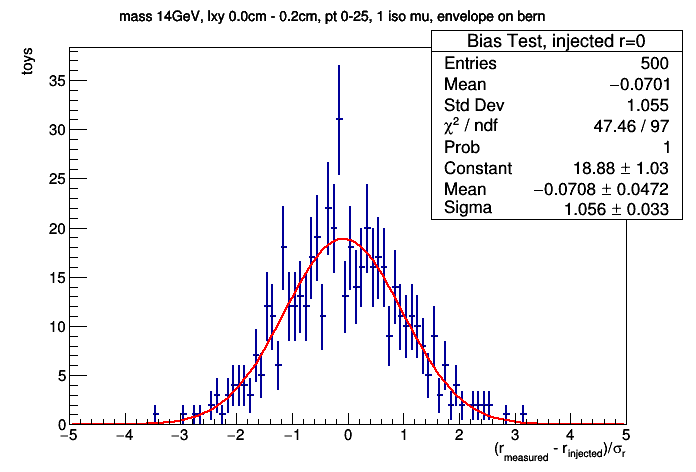 mass 14GeV, lxy 0.0cm - 0.2cm, pt 0-25, 1 iso mu, envelope on bern
Bias Test, injected r=0
Entries 500
Mean −0.0701
Std Dev 1.055
χ² / ndf 47.46 / 97
Prob 1
Constant 18.88 ± 1.03
Mean −0.0708 ± 0.0472
Sigma 1.056 ± 0.033
toys
35
30
25
20
15
10
5
0
−5 −4 −3 −2 −1 0 1 2 3 4 5
(r_measured - r_injected)/σ_r